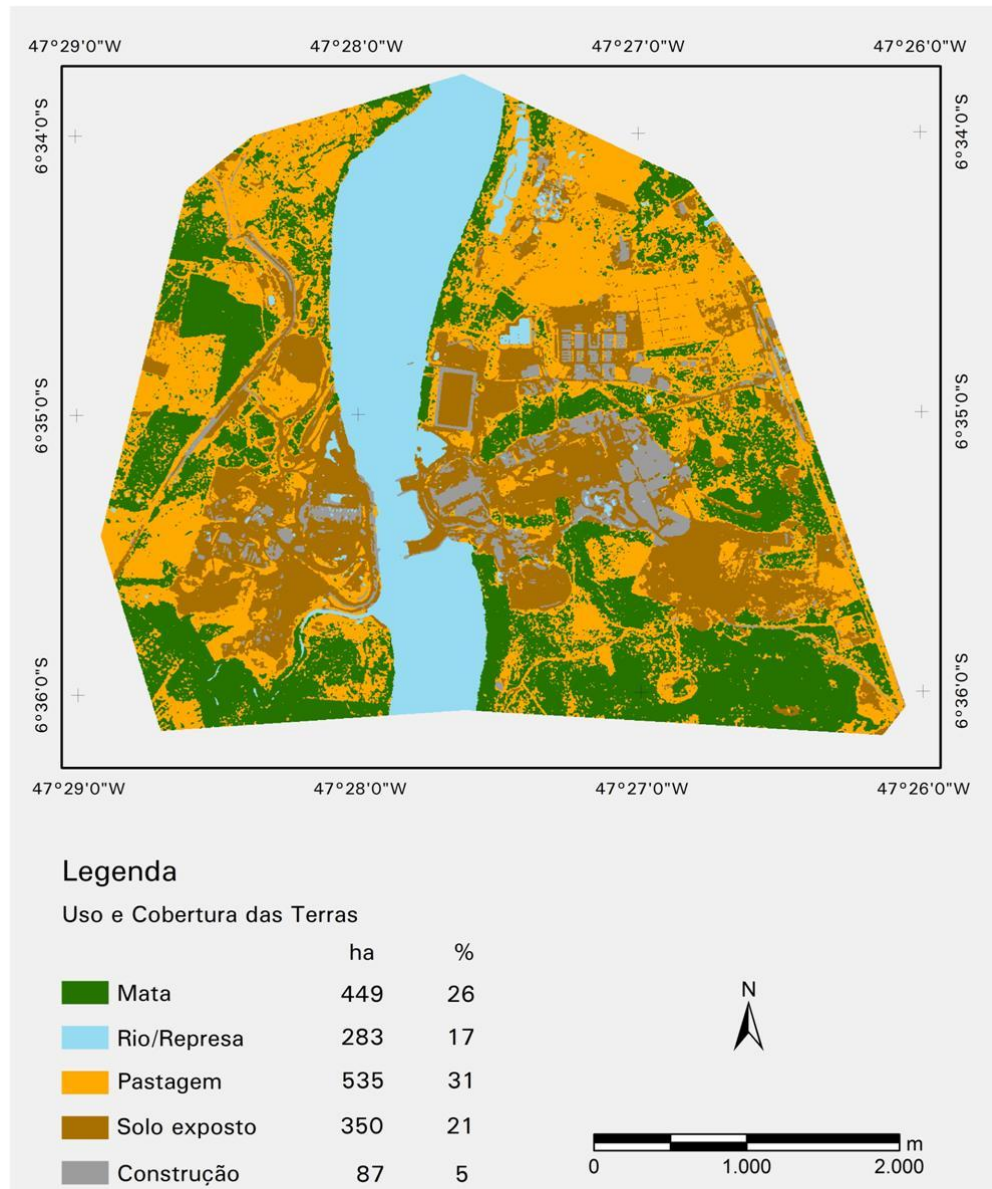 47°29'0"W 47°28'0"W 47°27'0"W 47°26'0"W
6°34'0"S 6°34'0"S
6°35'0"S 6°35'0"S
6°36'0"S 6°36'0"S
47°29'0"W 47°28'0"W 47°27'0"W 47°26'0"W
Legenda
Uso e Cobertura das Terras
ha %
Mata 449 26
Rio/Represa 283 17
Pastagem 535 31
Solo exposto 350 21
Construção 87 5
N
m
0 1.000 2.000